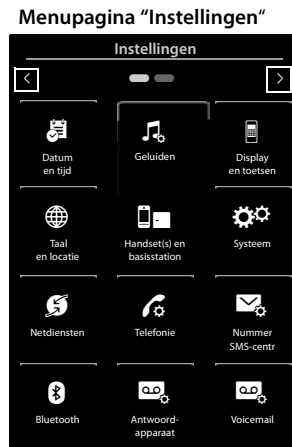 Menupagina “Instellingen“
Instellingen
Datum
en tijd
Geluiden
Display
en toetsen
Taal
en locatie
Handset(s) en
basisstation
Systeem
Netdiensten
Telefonie
Nummer
SMS-centr
Bluetooth
Antwoord-
apparaat
Voicemail